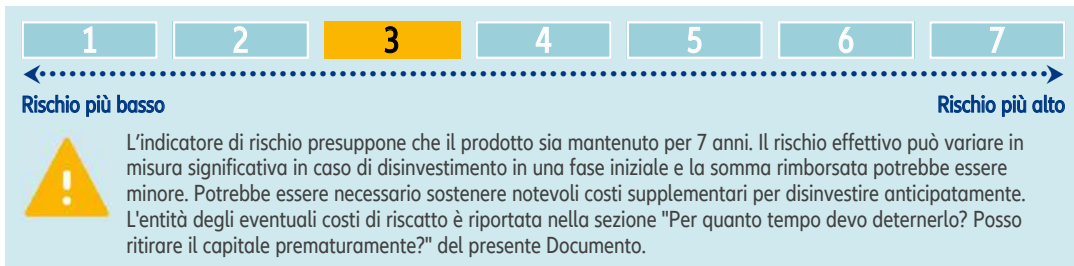 1 2 3 4 5 6 7
Rischio più basso Rischio più alto
L'indicatore di rischio presuppone che il prodotto sia mantenuto per 7 anni. Il rischio effettivo può variare in
misura significativa in caso di disinvestimento in una fase iniziale e la somma rimborsata potrebbe essere
minore. Potrebbe essere necessario sostenere notevoli costi supplementari per disinvestire anticipatamente.
L'entità degli eventuali costi di riscatto è riportata nella sezione "Per quanto tempo devo deternerlo? Posso
ritirare il capitale prematuramente?" del presente Documento.